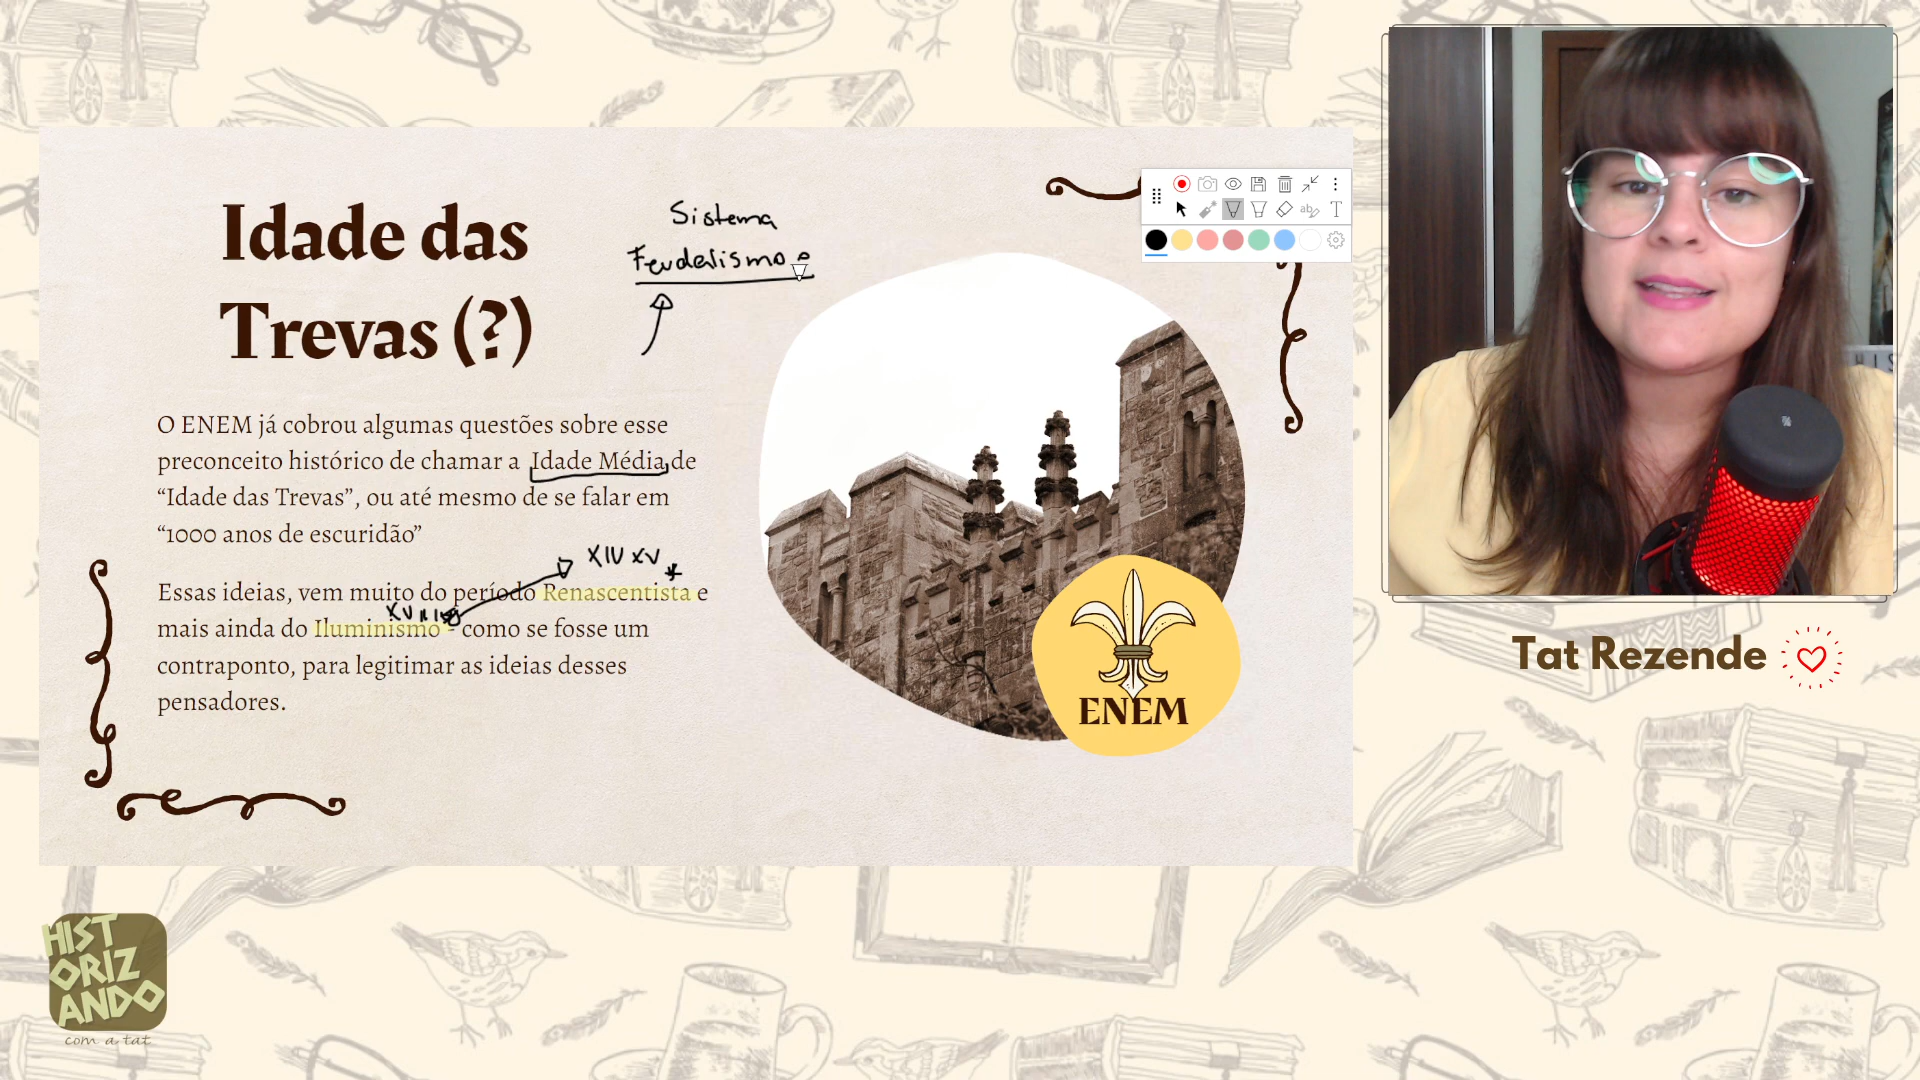 Idade das
Trevas (?)
Sistema
Feudalismo
O ENEM já cobrou algumas questões sobre esse
preconceito histórico de chamar a Idade Média de
“Idade das Trevas”, ou até mesmo de se falar em
“1000 anos de escuridão”
XIV XV *
Essas ideias, vem muito do período Renascentista e
XVIII
mais ainda do Iluminismo - como se fosse um
contraponto, para legitimar as ideias desses
pensadores.
ENEM
Tat Rezende
HIST
ORIZ
ANDO
com a tat